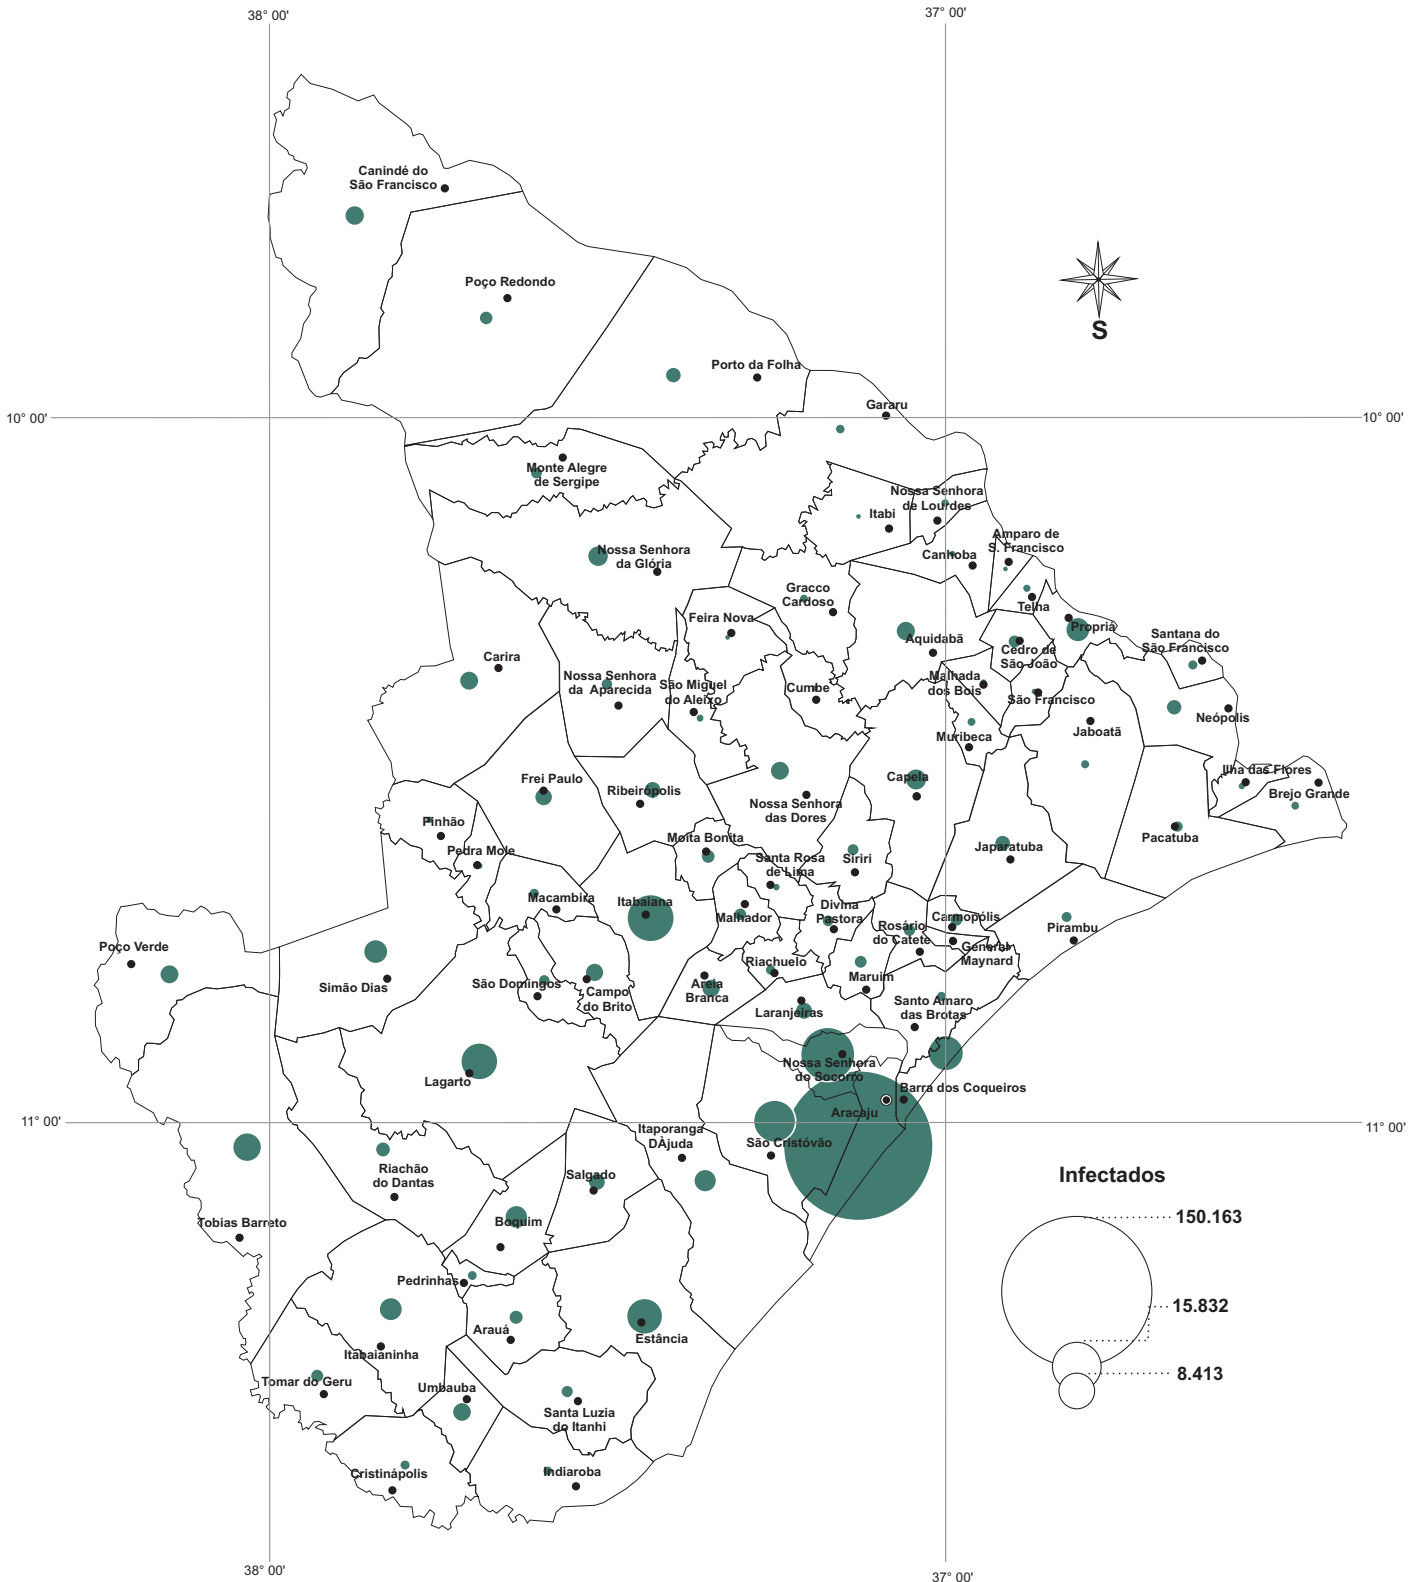 38° 00'
37° 00'
Canindé do
São Francisco
Poço Redondo
S
Porto da Folha
Gararu
10° 00'
10° 00'
Monte Alegre
de Sergipe
Nossa Senhora
de Lourdes
Itabi
Nossa Senhora
da Glória
Canhoba
Amparo de
S. Francisco
Gracco
Cardoso
Telha
Feira Nova
Propriá
Aquidabã
Cedro de
São João
Santana do
São Francisco
Carira
Nossa Senhora
da Aparecida
São Miguel
do Aleixo
Cumbe
Malhada
dos Bois
São Francisco
Neópolis
Muribeca
Jaboatã
Frei Paulo
Ribeirópolis
Capela
Ilha das Flores
Brejo Grande
Nossa Senhora
das Dores
Pinhão
Moita Bonita
Pacatuba
Pedra Mole
Santa Rosa
de Lima
Siriri
Japaratuba
Macambira
Itabaiana
Malhador
Divina
Pastora
Carmopólis
Rosário
do Catete
Pirambu
Poço Verde
General
Maynard
Riachuelo
Simão Dias
São Domingos
Campo
do Brito
Areia
Branca
Maruim
Laranjeiras
Santo Amaro
das Brotas
Nossa Senhora
do Socorro
Lagarto
Barra dos Coqueiros
Aracaju
11° 00'
11° 00'
Itaporanga
DÀjuda
São Cristóvão
Riachão
do Dantas
Salgado
Infectados
Tobias Barreto
Boquim
150.163
Pedrinhas
15.832
Arauá
Estância
Itabaianinha
8.413
Tomar do Geru
Umbauba
Santa Luzia
do Itanhi
Cristinápolis
Indiaroba
38° 00'
37° 00'